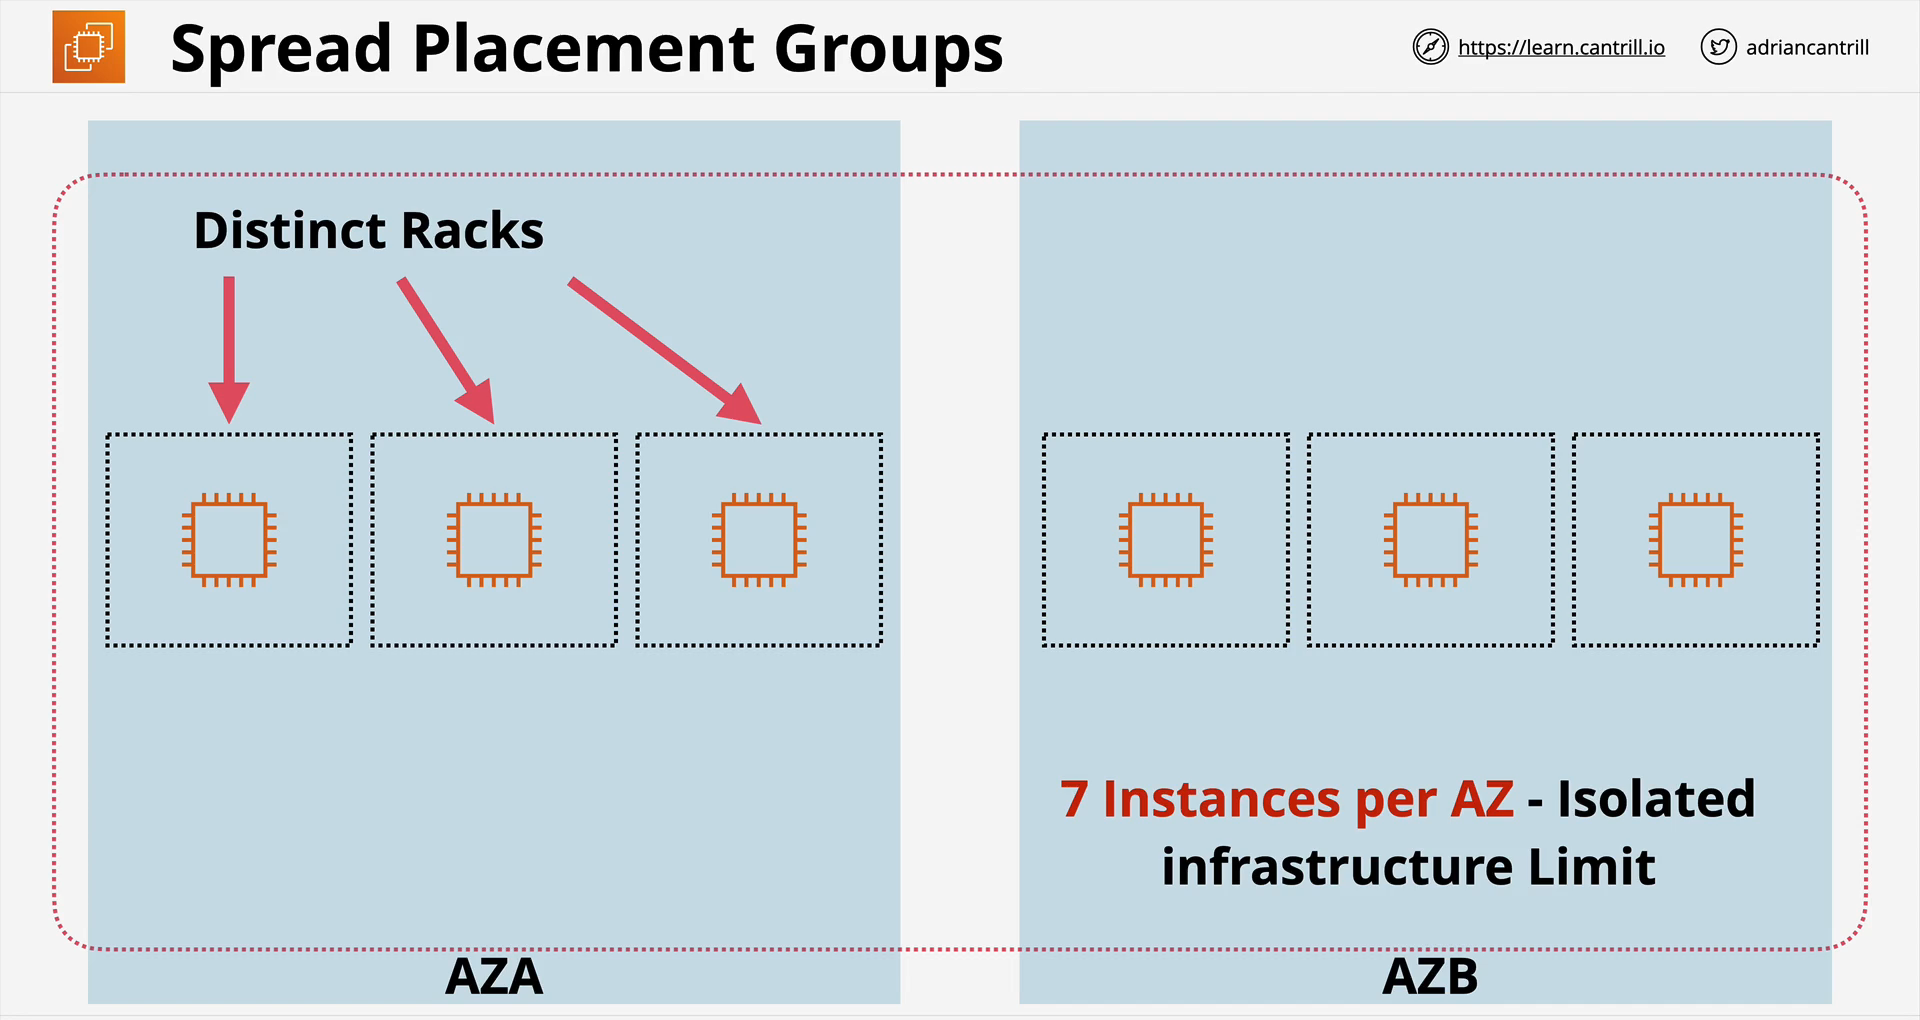 Spread Placement Groups
https://learn.cantrill.io
adriancantrill
Distinct Racks
7 Instances per AZ - Isolated
infrastructure Limit
AZA
AZB